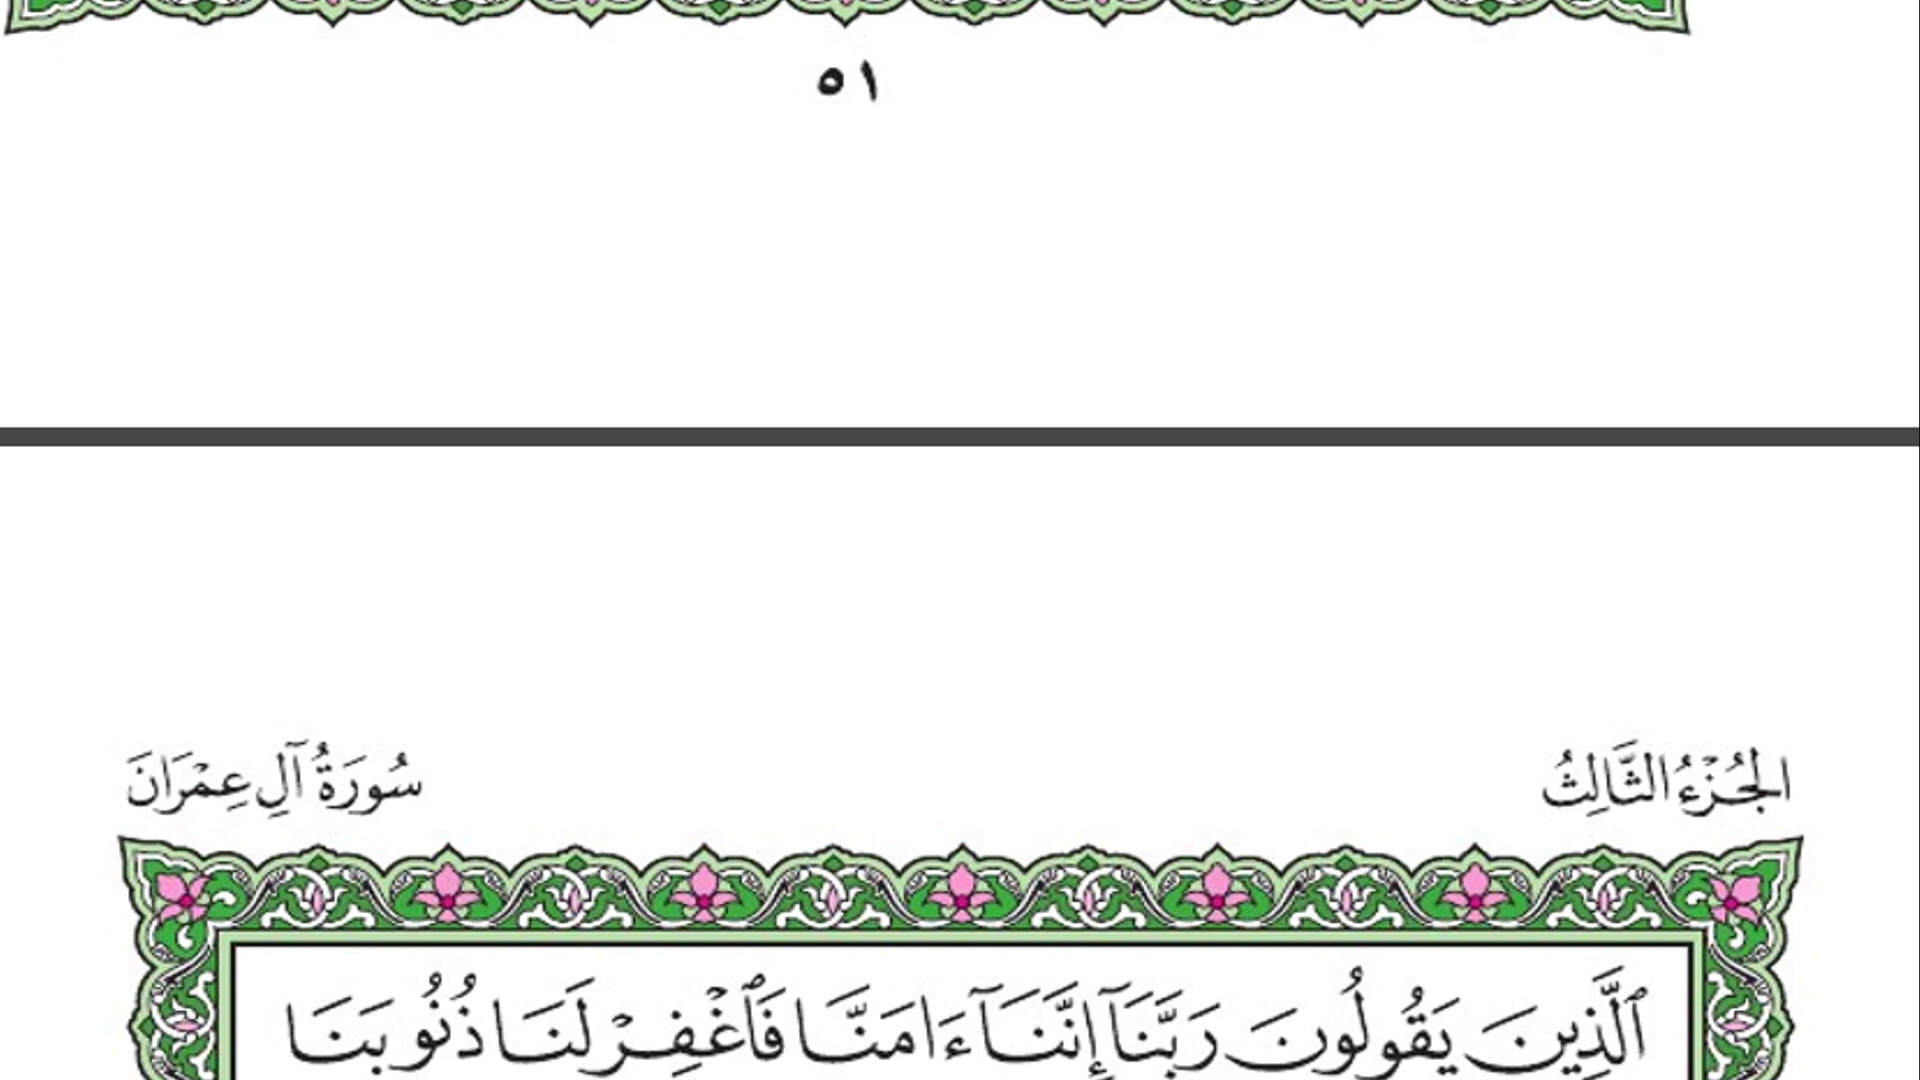 ٥١
الجُزْءُ الثَّالِثُ
سُورَةُ آلِ عِمْرَانَ
ٱلَّذِينَ يَقُولُونَ رَبَّنَآ إِنَّنَآ ءَامَنَّا فَٱغْفِرْ لَنَا ذُنُوبَنَا